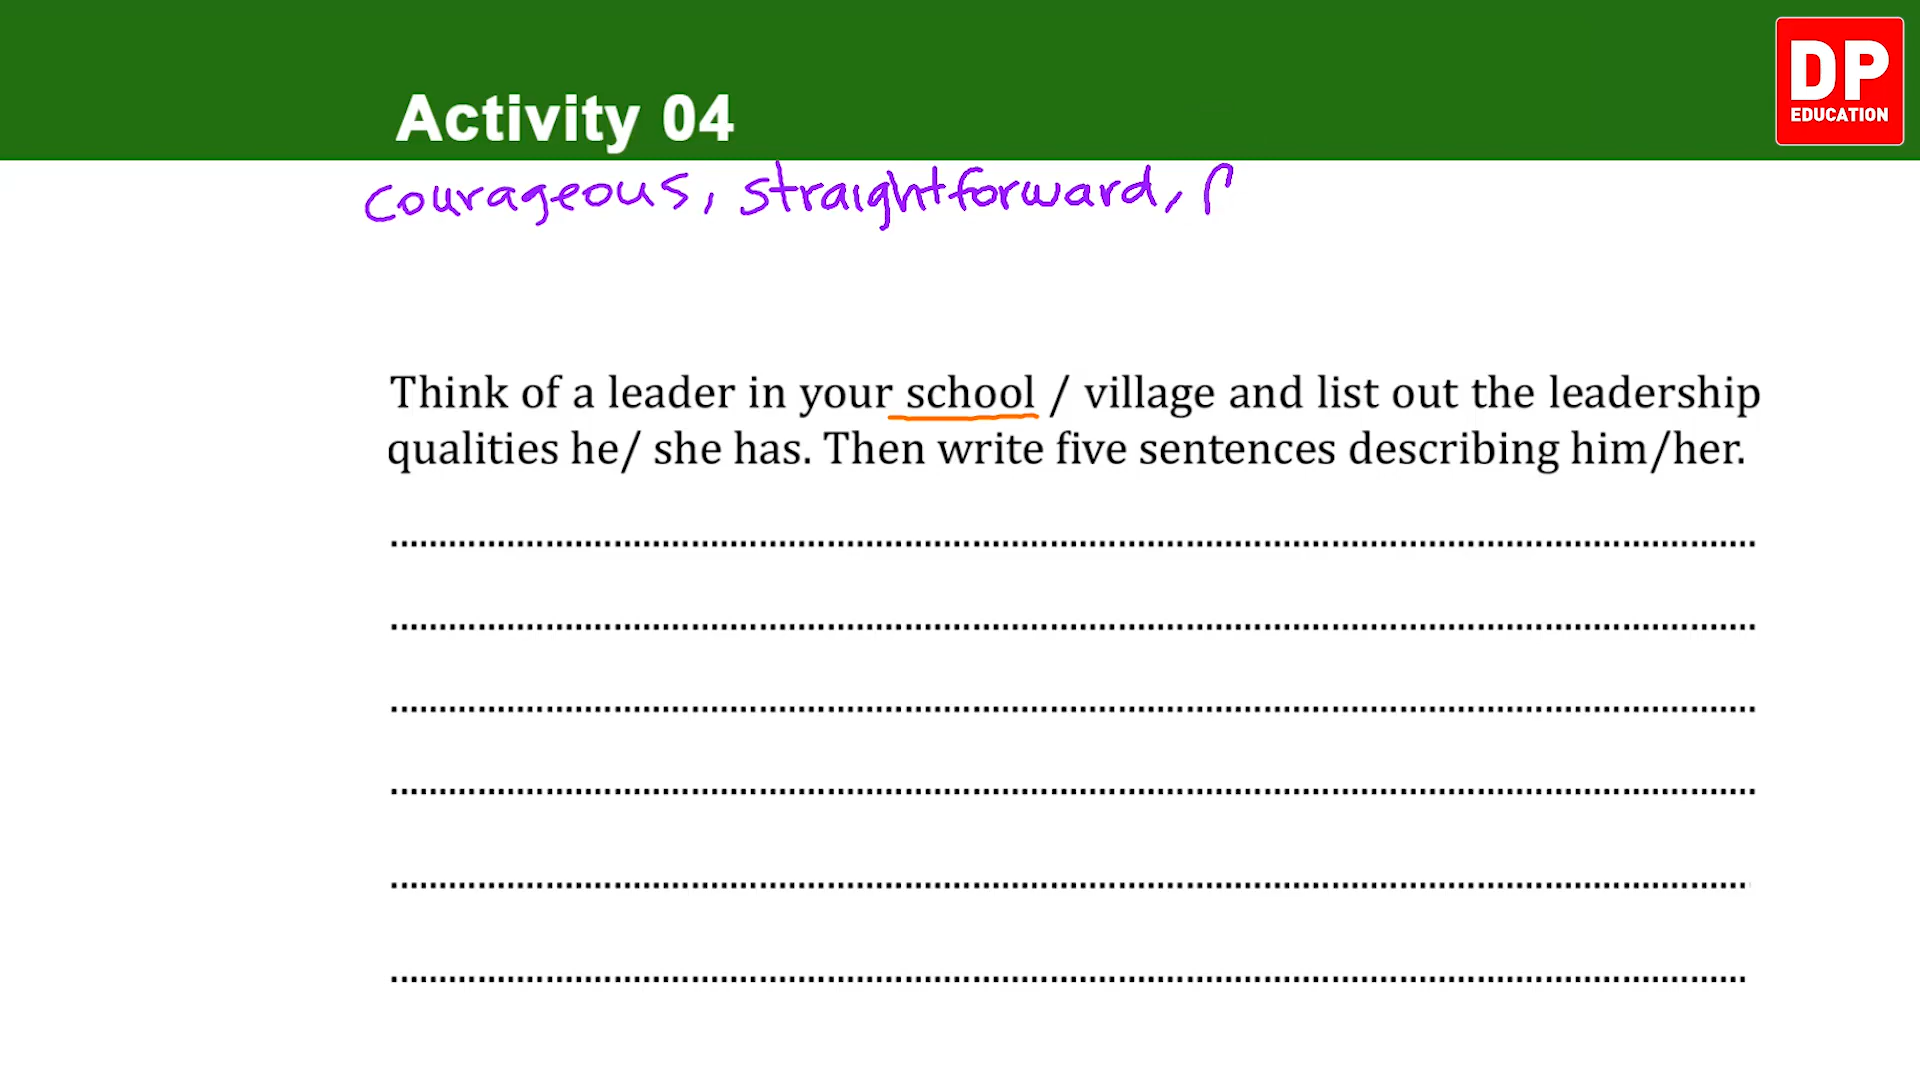 DP
EDUCATION
Activity 04
courageous, straightforward,
Think of a leader in your school / village and list out the leadership
qualities he/ she has. Then write five sentences describing him/her.